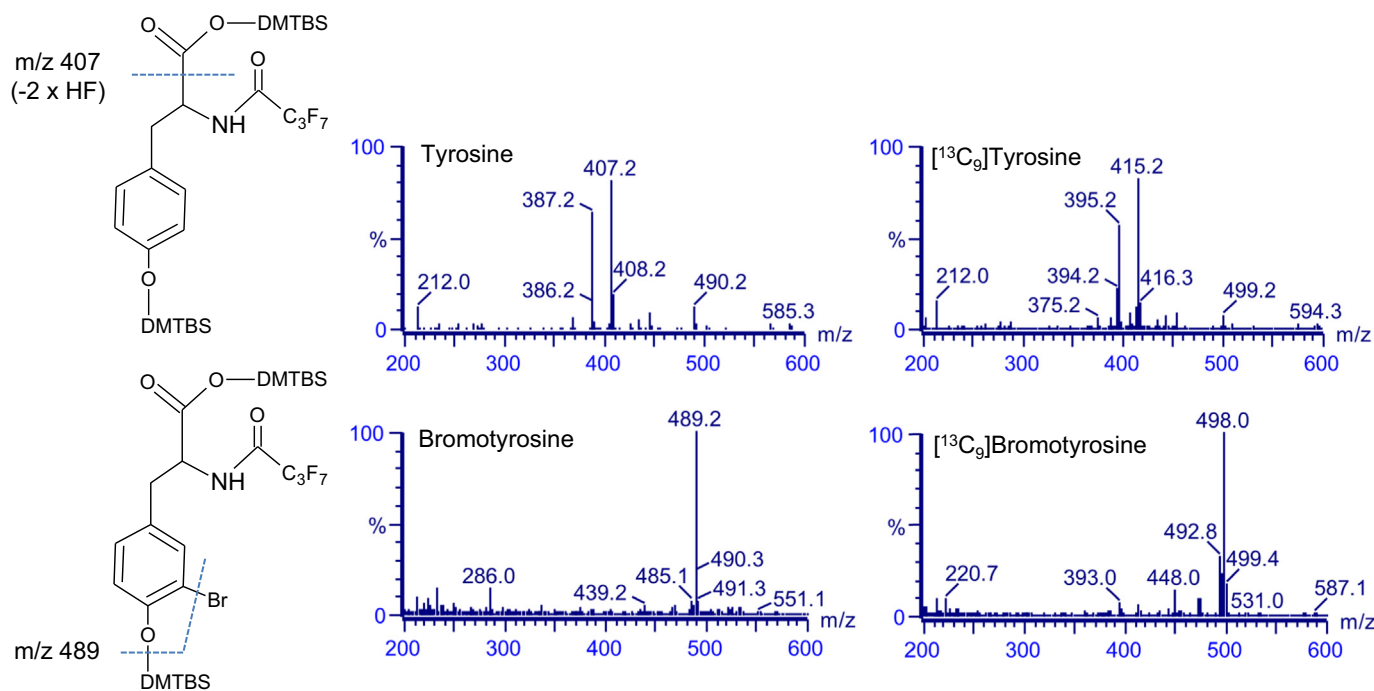 O
O
DMTBS
m/z 407
(-2 x HF)
O
NH
C₃F₇
O
DMTBS
Tyrosine
100
%
0
407.2
387.2
212.0
386.2
408.2
490.2
585.3
m/z
200 300 400 500 600
[¹³C₉]Tyrosine
100
%
0
415.2
395.2
212.0
394.2
416.3
375.2
499.2
594.3
m/z
200 300 400 500 600
O
O
DMTBS
O
NH
C₃F₇
Br
O
m/z 489
DMTBS
Bromotyrosine
100
%
0
489.2
490.3
286.0
439.2
485.1
491.3
551.1
m/z
200 300 400 500 600
[¹³C₉]Bromotyrosine
100
%
0
498.0
492.8
499.4
220.7
393.0
448.0
531.0
587.1
m/z
200 300 400 500 600